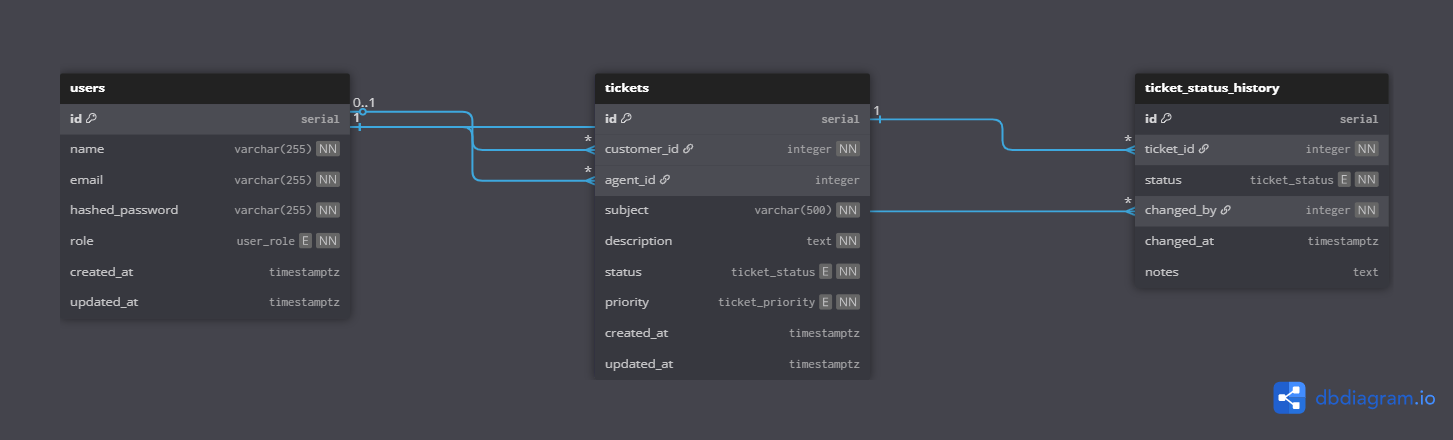 users
id serial
name varchar(255) NN
email varchar(255) NN
hashed_password varchar(255) NN
role user_role E NN
created_at timestamptz
updated_at timestamptz
0..1
1
*
*
tickets
id serial
customer_id integer NN
agent_id integer
subject varchar(500) NN
description text NN
status ticket_status E NN
priority ticket_priority E NN
created_at timestamptz
updated_at timestamptz
1
*
*
ticket_status_history
id serial
ticket_id integer NN
status ticket_status E NN
changed_by integer NN
changed_at timestamptz
notes text
dbdiagram.io